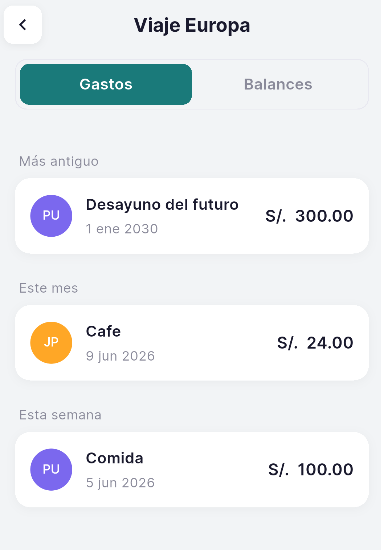 Viaje Europa
Gastos
Balances
Más antiguo
PU
Desayuno del futuro
1 ene 2030
S/. 300.00
Este mes
JP
Cafe
9 jun 2026
S/. 24.00
Esta semana
PU
Comida
5 jun 2026
S/. 100.00